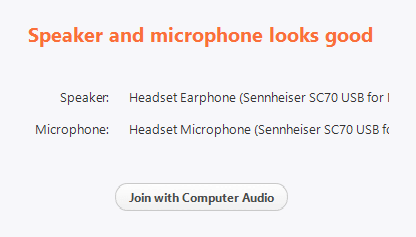 Speaker and microphone looks good
Speaker: Headset Earphone (Sennheiser SC70 USB for
Microphone: Headset Microphone (Sennheiser SC70 USB
Join with Computer Audio